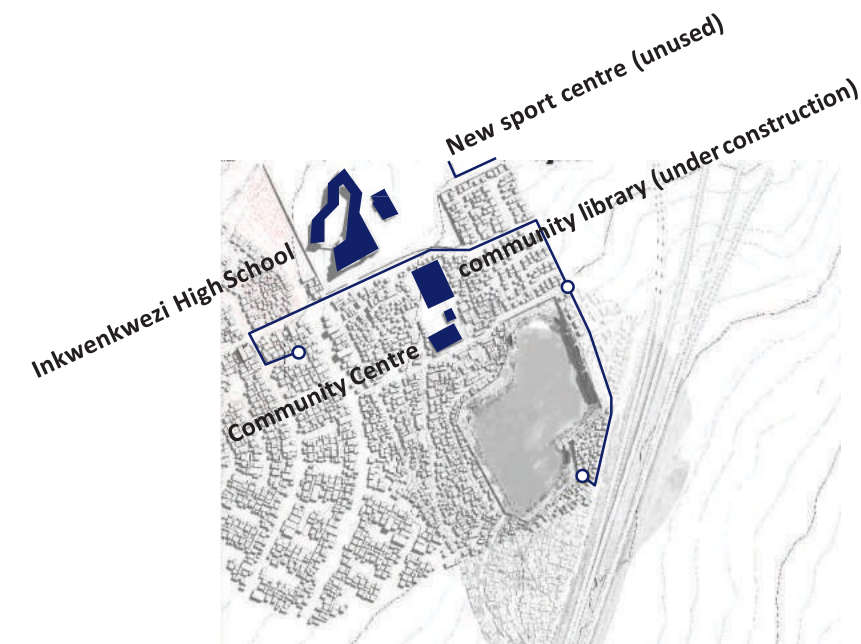 New sport centre (unused)
community library (under construction)
Inkwenkwezi High School
Community Centre